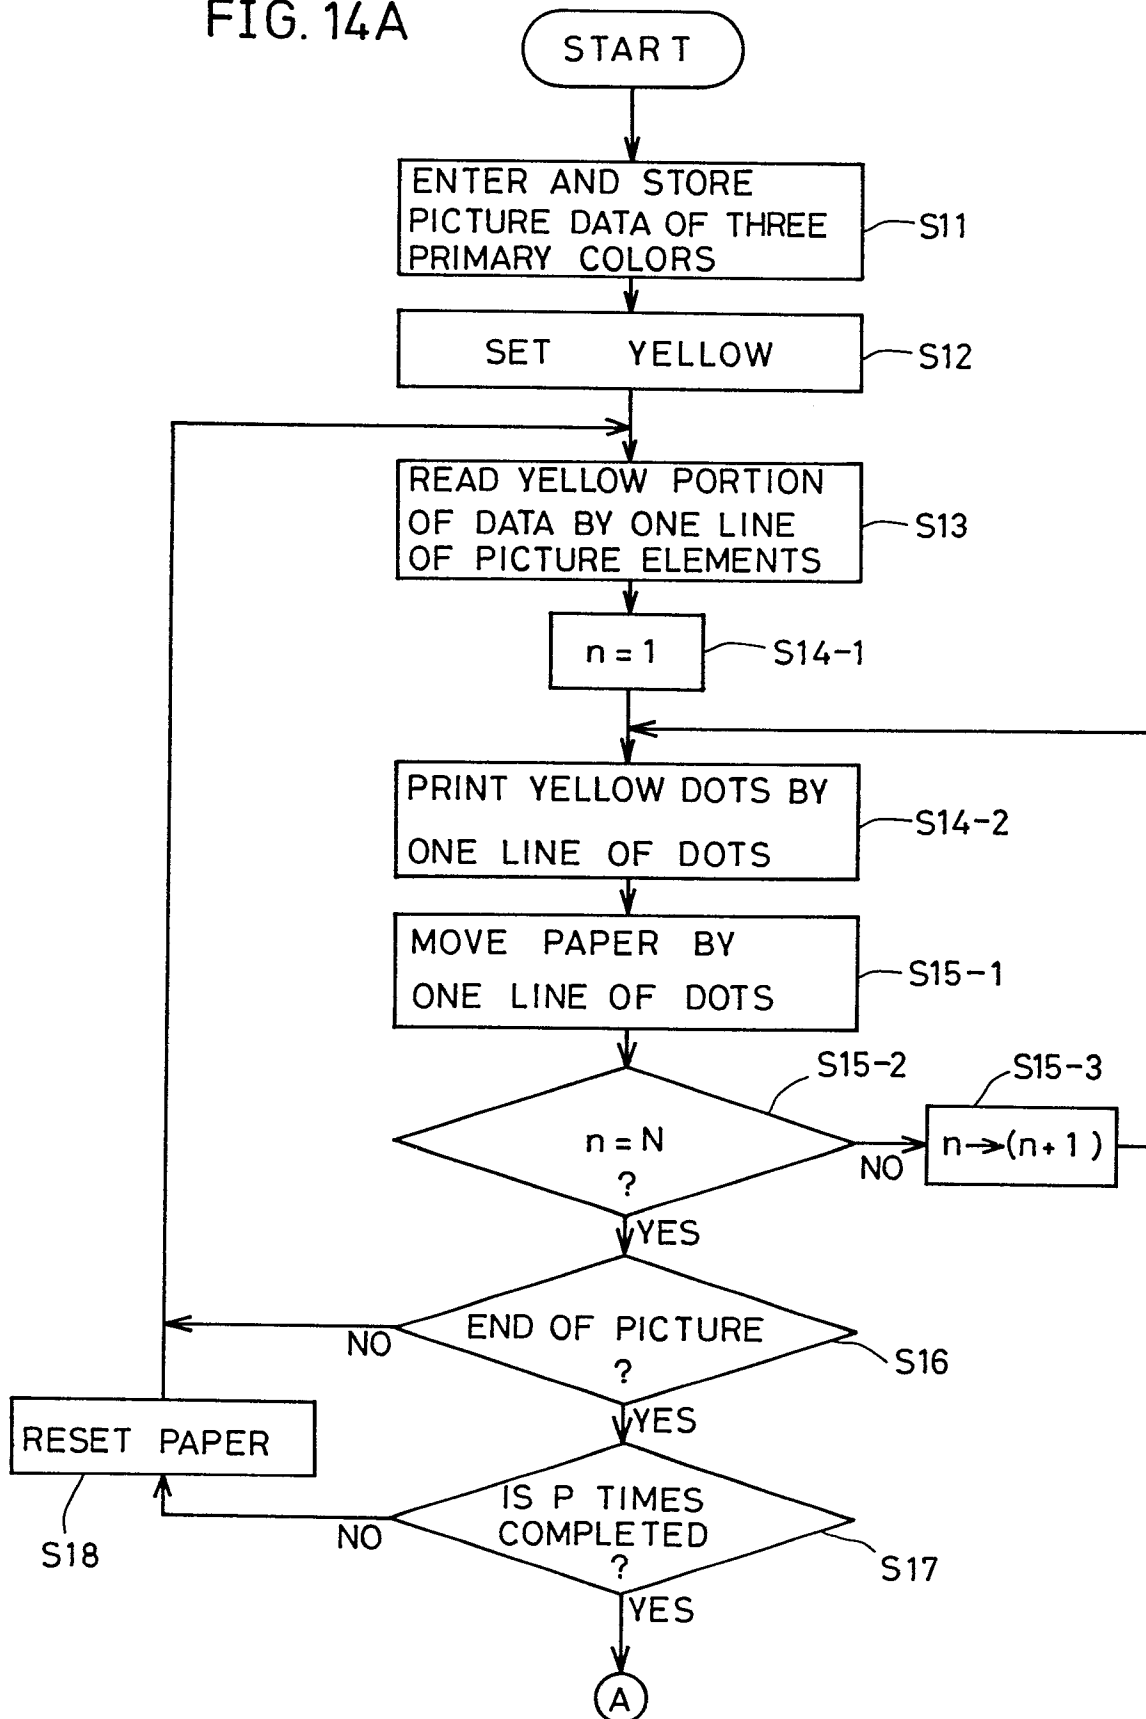 FIG. 14A
START
ENTER AND STORE
PICTURE DATA OF THREE
PRIMARY COLORS
S11
SET YELLOW
S12
READ YELLOW PORTION
OF DATA BY ONE LINE
OF PICTURE ELEMENTS
S13
n = 1
S14-1
PRINT YELLOW DOTS BY
ONE LINE OF DOTS
S14-2
MOVE PAPER BY
ONE LINE OF DOTS
S15-1
n = N
?
S15-2
NO
n→(n+1)
S15-3
YES
END OF PICTURE
?
NO
S16
YES
RESET PAPER
S18
IS P TIMES
COMPLETED
?
NO
S17
YES
A